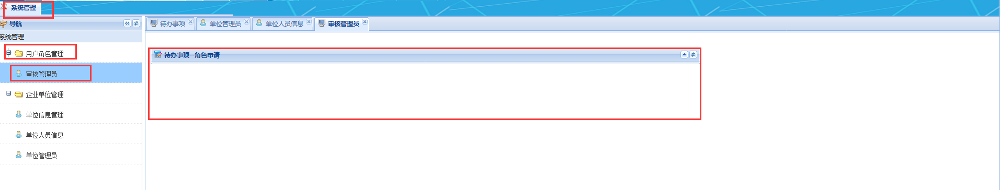 系统管理
导航
待办事项
单位管理员
单位人员信息
审核管理员
系统管理
用户角色管理
待办事项--角色申请
审核管理员
企业单位管理
单位信息管理
单位人员信息
单位管理员